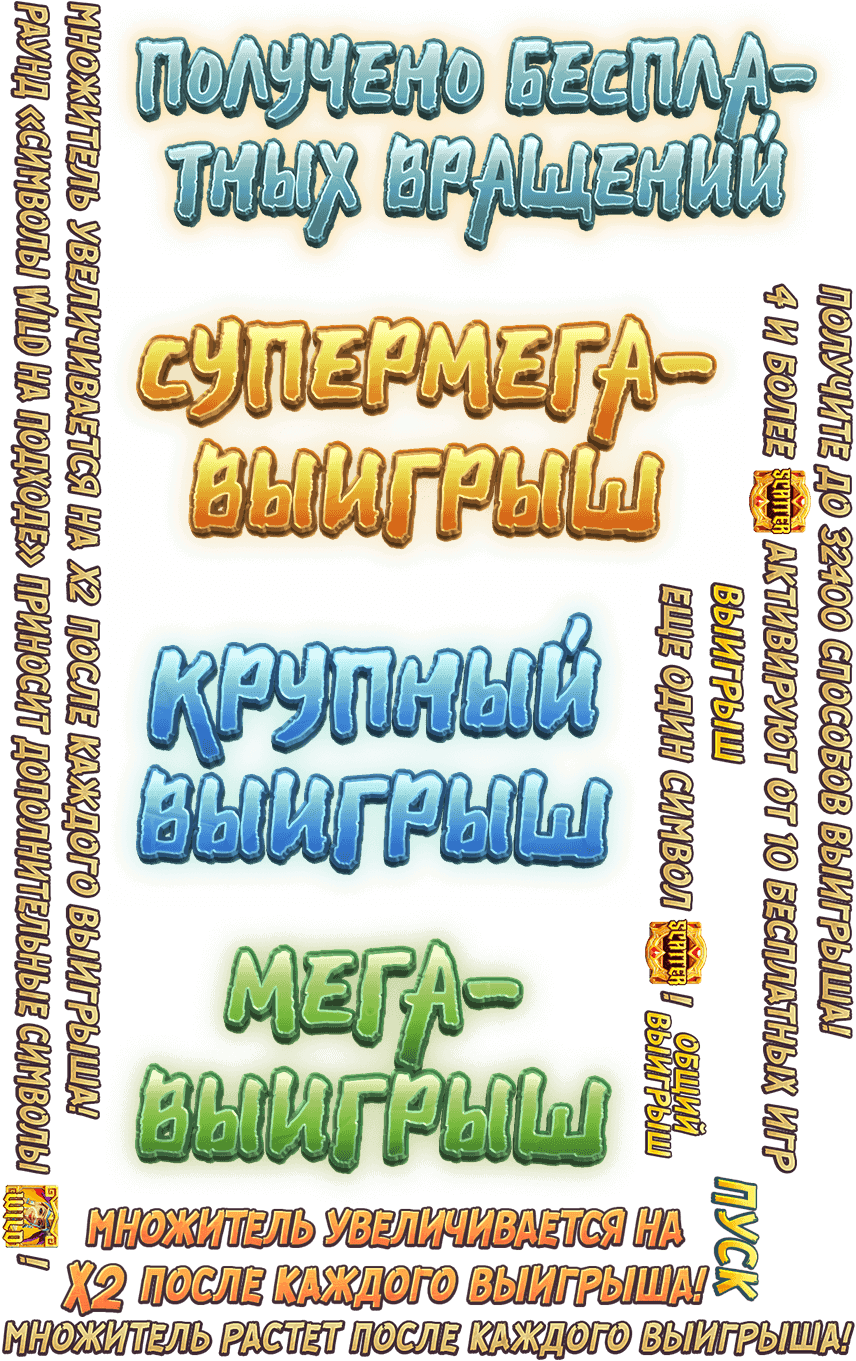 ПОЛУЧЕНО БЕСПЛА-
ТНЫХ ВРАЩЕНИЙ
СУПЕРМЕГА-
ВЫИГРЫШ
КРУПНЫЙ
ВЫИГРЫШ
МЕГА-
ВЫИГРЫШ
МНОЖИТЕЛЬ УВЕЛИЧИВАЕТСЯ НА
X2 ПОСЛЕ КАЖДОГО ВЫИГРЫША!
МНОЖИТЕЛЬ РАСТЕТ ПОСЛЕ КАЖДОГО ВЫИГРЫША!
МНОЖИТЕЛЬ УВЕЛИЧИВАЕТСЯ НА X2 ПОСЛЕ КАЖДОГО ВЫИГРЫША!
РАУНД «СИМВОЛЫ WILD НА ПОДХОДЕ» ПРИНОСИТ ДОПОЛНИТЕЛЬНЫЕ СИМВОЛЫ WILD !
ПОЛУЧИТЕ ДО 32400 СПОСОБОВ ВЫИГРЫША!
4 И БОЛЕЕ SCATTER АКТИВИРУЮТ ОТ 10 БЕСПЛАТНЫХ ИГР
ВЫИГРЫШ
ЕЩЕ ОДИН СИМВОЛ SCATTER !
ОБЩИЙ
ВЫИГРЫШ
ПУСК